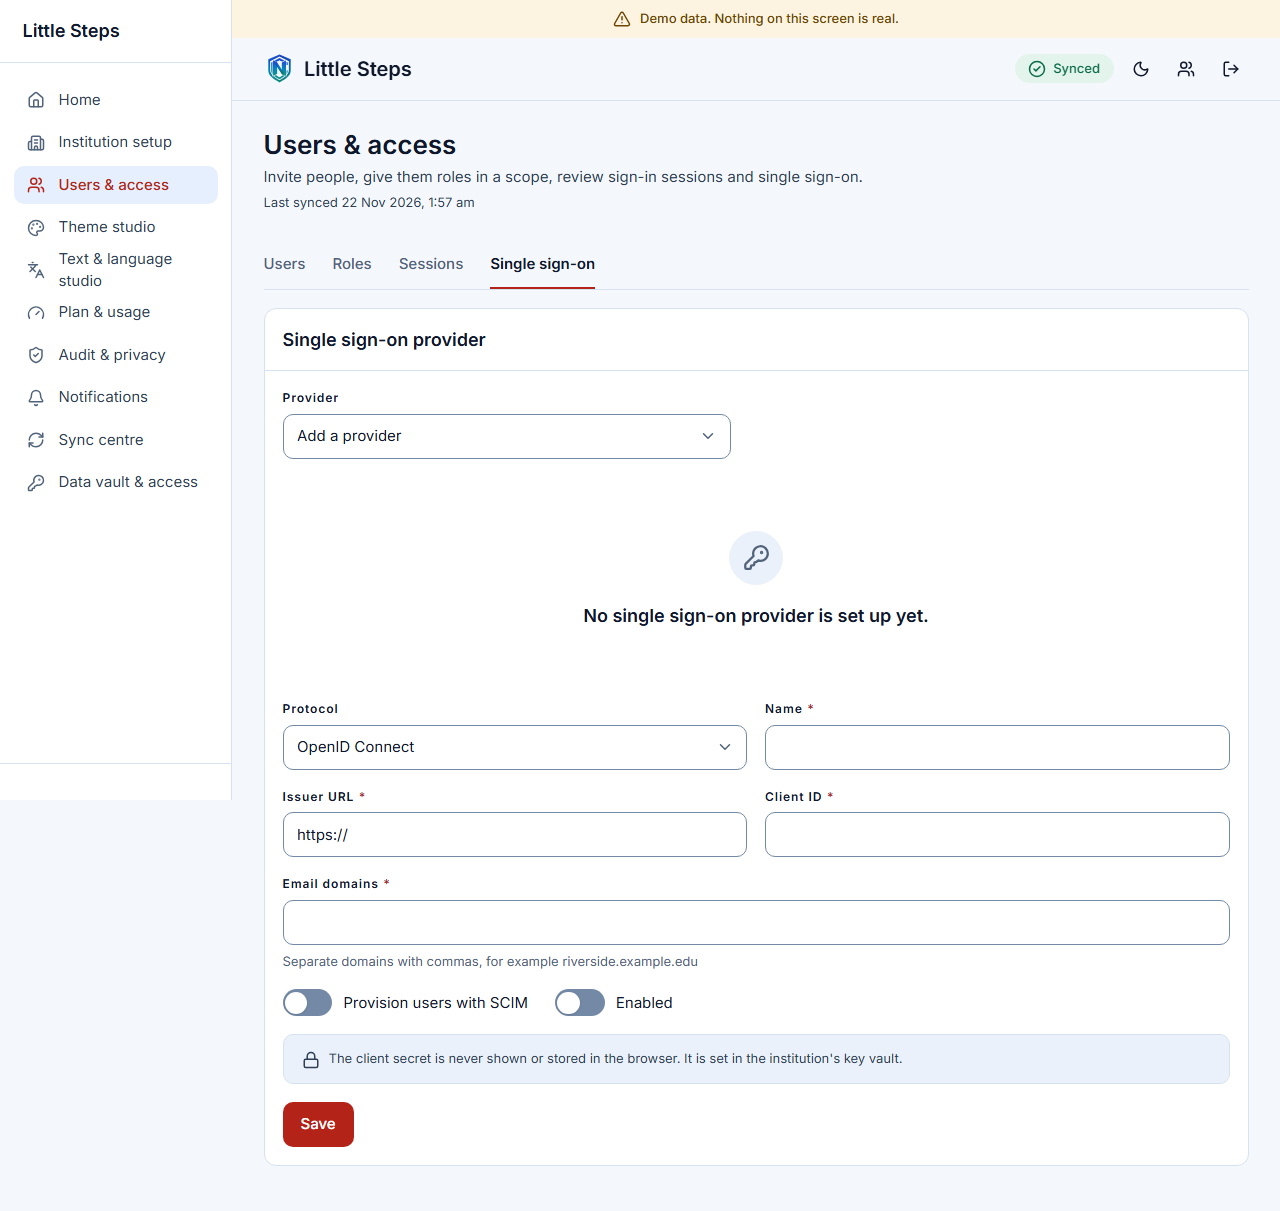 Little Steps
Home
Institution setup
Users & access
Theme studio
Text & language
studio
Plan & usage
Audit & privacy
Notifications
Sync centre
Data vault & access
Demo data. Nothing on this screen is real.
Little Steps
Synced
Users & access
Invite people, give them roles in a scope, review sign-in sessions and single sign-on.
Last synced 22 Nov 2026, 1:57 am
Users Roles Sessions Single sign-on
Single sign-on provider
Provider
Add a provider
No single sign-on provider is set up yet.
Protocol
OpenID Connect
Name *
Issuer URL *
https://
Client ID *
Email domains *
Separate domains with commas, for example riverside.example.edu
Provision users with SCIM
Enabled
The client secret is never shown or stored in the browser. It is set in the institution's key vault.
Save